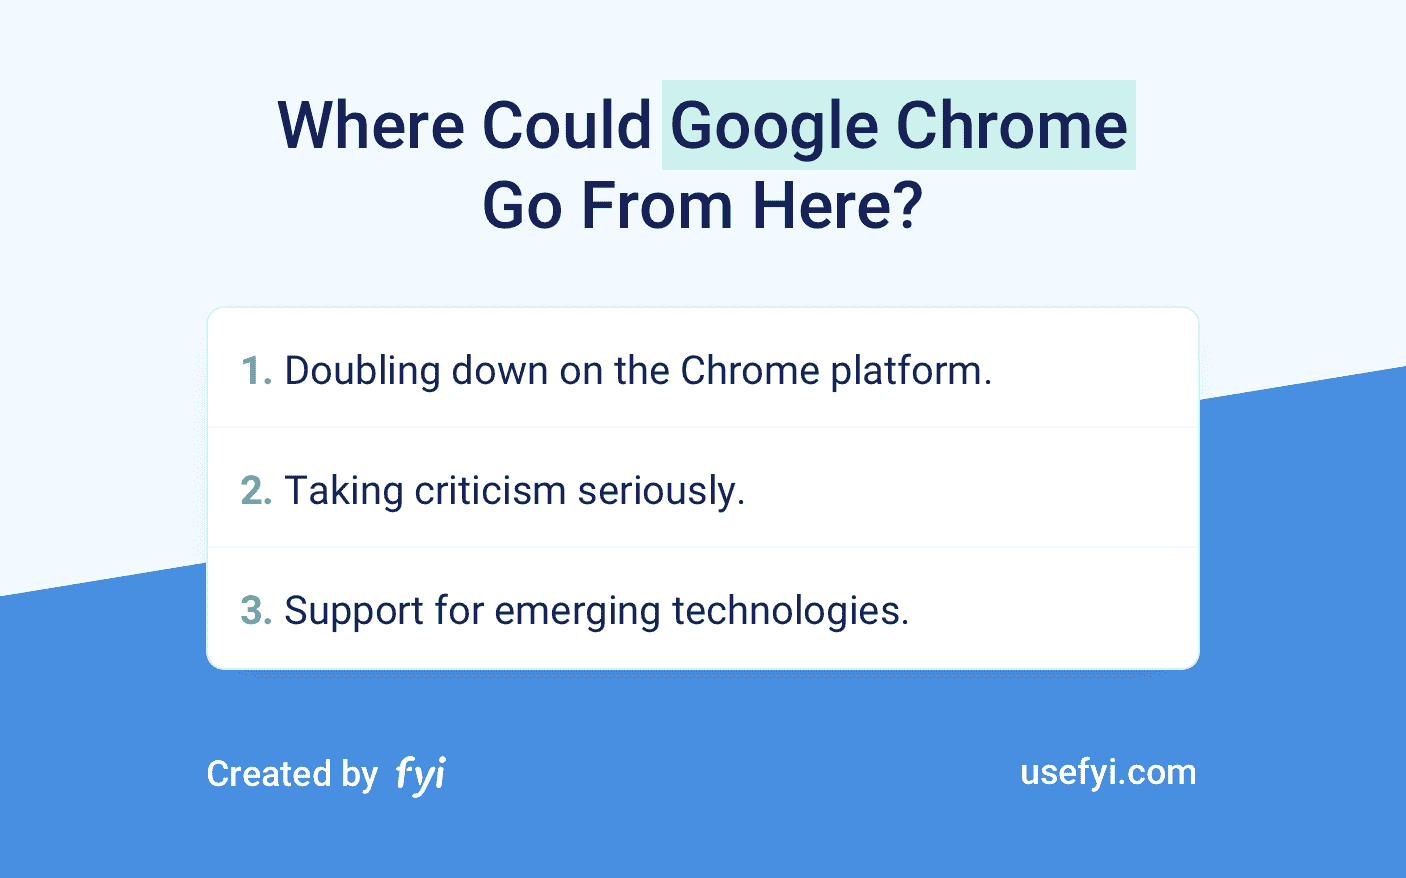 Where Could Google Chrome
Go From Here?
1. Doubling down on the Chrome platform.
2. Taking criticism seriously.
3. Support for emerging technologies.
Created by fyi
usefyi.com